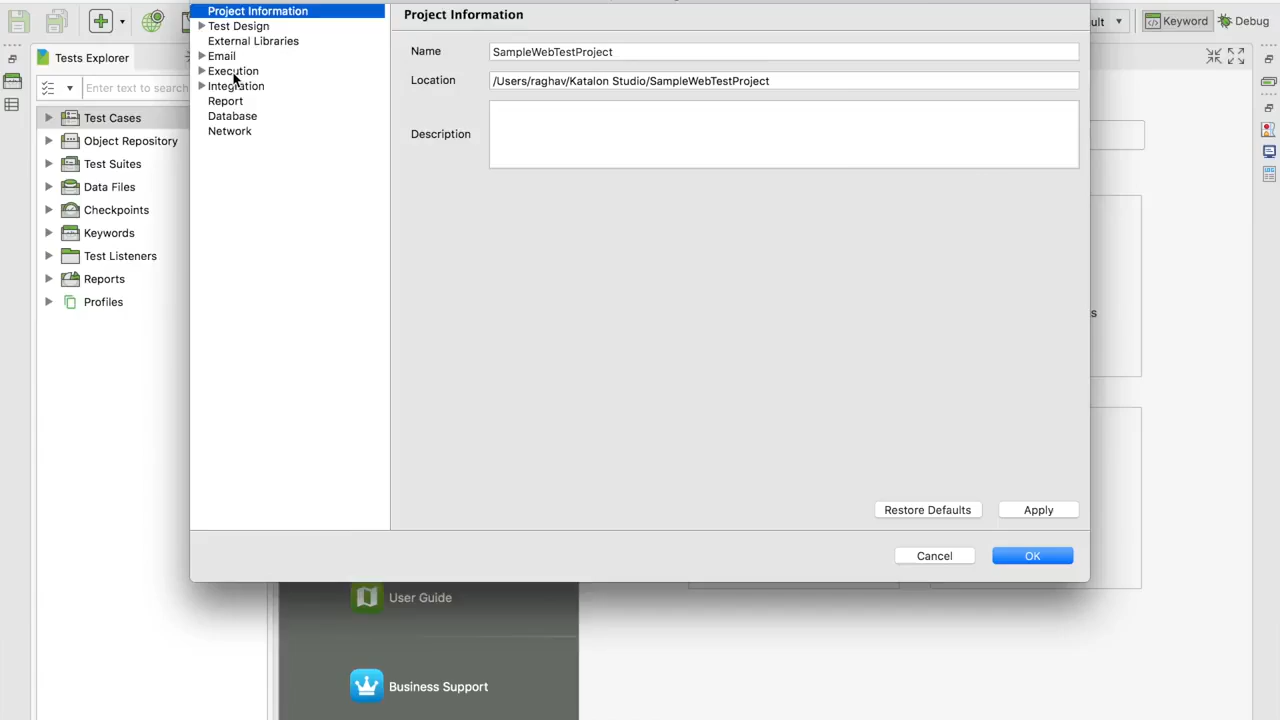 Project Information
Test Design
External Libraries
Email
Execution
Integration
Report
Database
Network
Project Information
Name
SampleWebTestProject
Location
/Users/raghav/Katalon Studio/SampleWebTestProject
Description
Restore Defaults
Apply
Cancel
OK
ult
Keyword
Debug
Tests Explorer
Enter text to search
Test Cases
Object Repository
Test Suites
Data Files
Checkpoints
Keywords
Test Listeners
Reports
Profiles
s
User Guide
Business Support